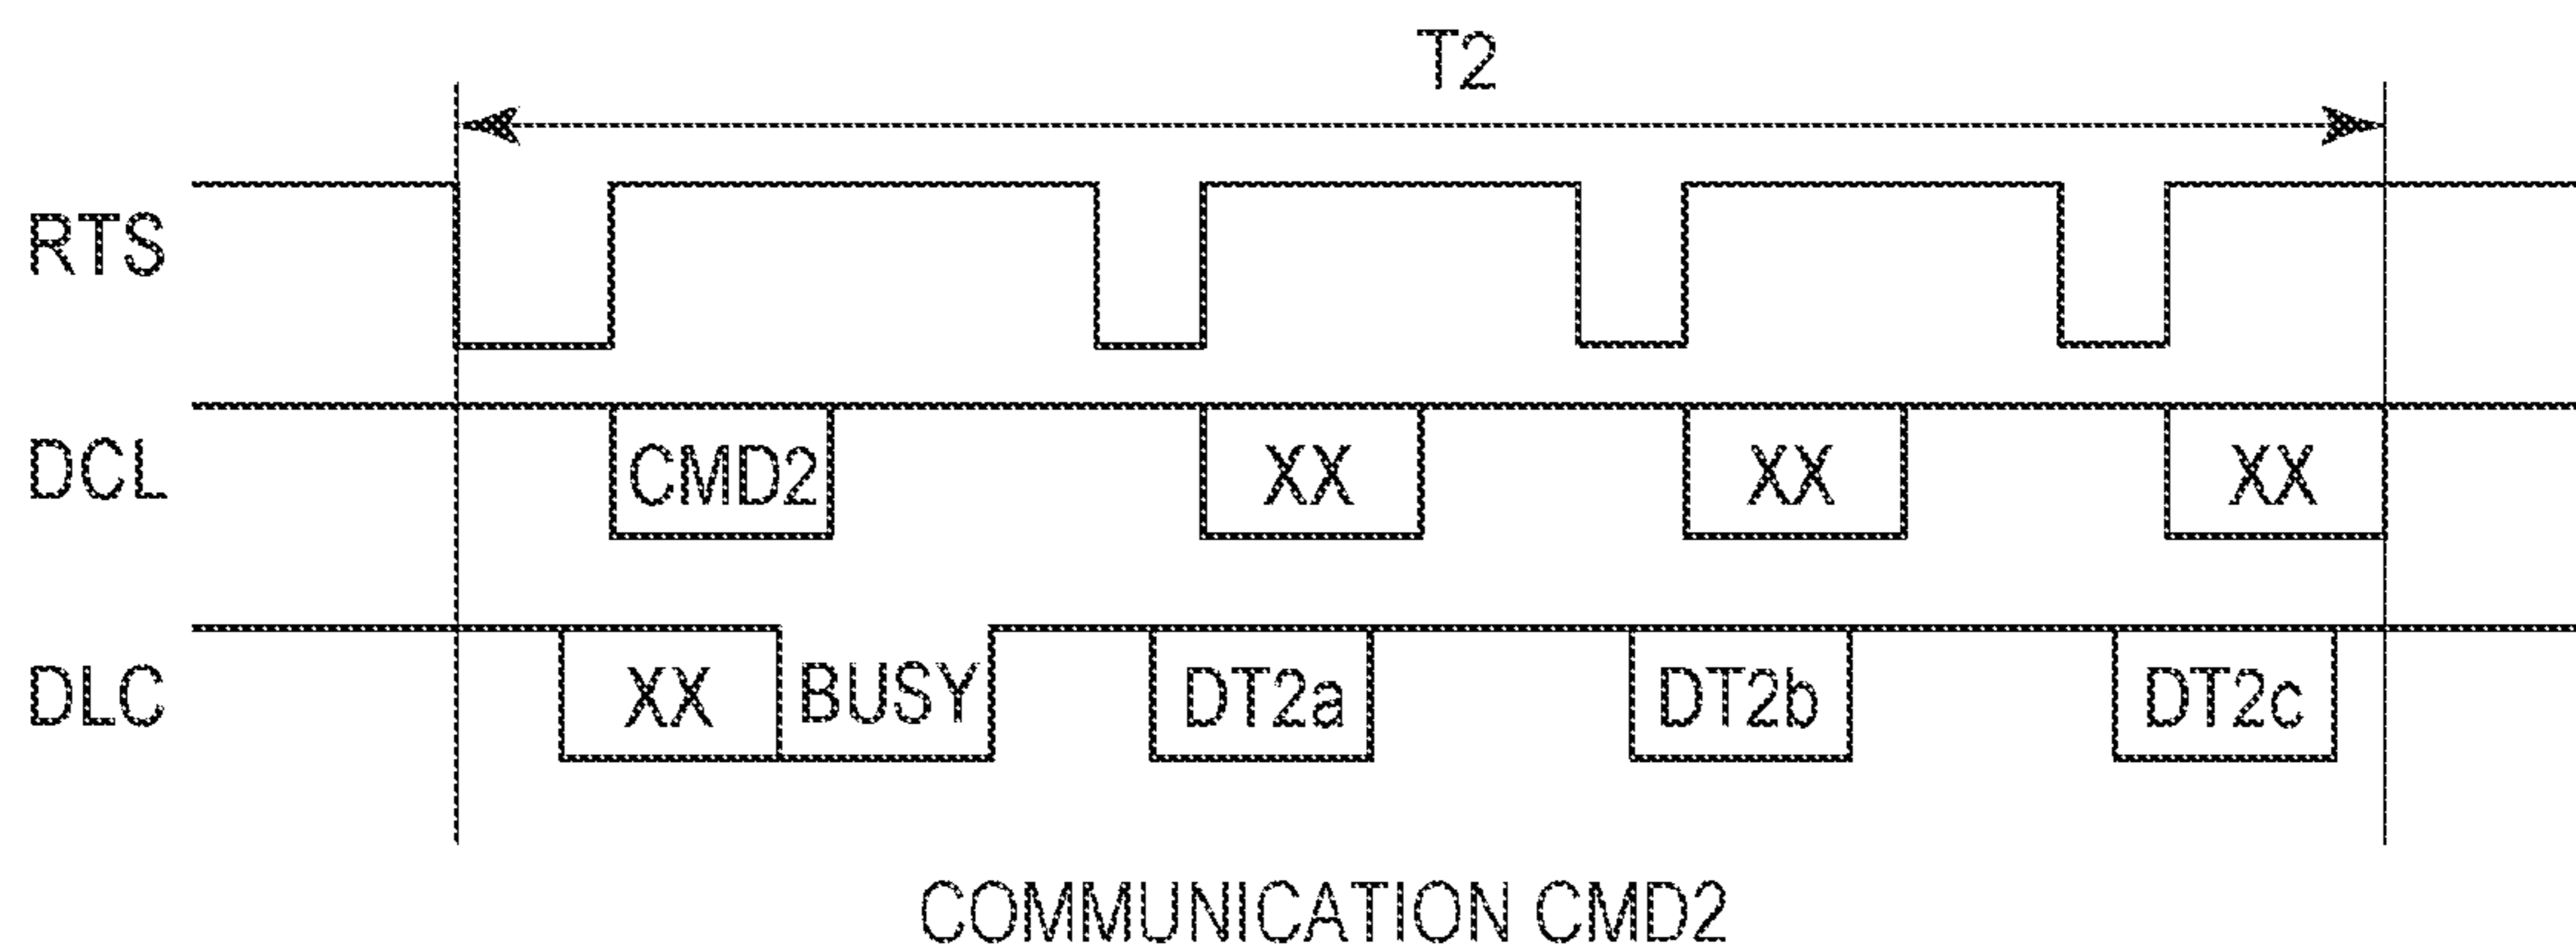 T2
RTS
DCL CMD2 XX XX XX
DLC XX BUSY DT2a DT2b DT2c
COMMUNICATION CMD2